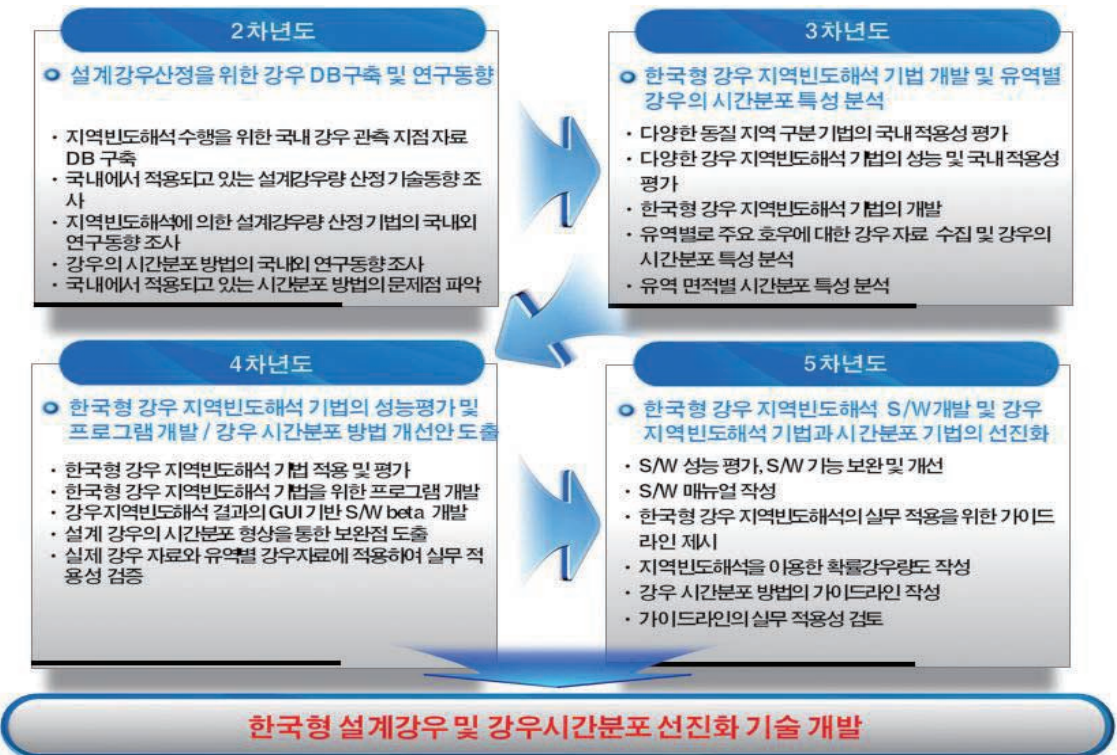 2차년도
설계강우산정을 위한 강우 DB구축 및 연구동향
· 지역빈도해석 수행을 위한 국내 강우 관측 지점 자료
DB 구축
· 국내에서 적용되고 있는 설계강우량 산정 기술동향 조
사
· 지역빈도해석에 의한 설계강우량 산정 기법의 국내외
연구동향 조사
· 강우의 시간분포 방법의 국내외 연구동향 조사
· 국내에서 적용되고 있는 시간분포 방법의 문제점 파악
3차년도
한국형 강우 지역빈도해석 기법 개발 및 유역별
강우의 시간분포 특성 분석
· 다양한 동질 지역 구분 기법의 국내 적용성 평가
· 다양한 강우 지역빈도해석 기법의 성능 및 국내 적용성
평가
· 한국형 강우 지역빈도해석 기법의 개발
· 유역별로 주요 호우에 대한 강우 자료 수집 및 강우의
시간분포 특성 분석
· 유역 면적별 시간분포 특성 분석
4차년도
한국형 강우 지역빈도해석 기법의 성능평가 및
프로그램 개발 / 강우 시간분포 방법 개선안 도출
· 한국형 강우 지역빈도해석 기법 적용 및 평가
· 한국형 강우 지역빈도해석 기법을 위한 프로그램 개발
· 강우지역빈도해석 결과의 GUI 기반 S/W beta 개발
· 설계 강우의 시간분포 형상을 통한 보완점 도출
· 실제 강우 자료와 유역별 강우자료에 적용하여 실무 적
용성 검증
5차년도
한국형 강우 지역빈도해석 S/W개발 및 강우
지역빈도해석 기법과 시간분포 기법의 선진화
· S/W 성능 평가, S/W 기능 보완 및 개선
· S/W 매뉴얼 작성
· 한국형 강우 지역빈도해석의 실무 적용을 위한 가이드
라인 제시
· 지역빈도해석을 이용한 확률강우량도 작성
· 강우 시간분포 방법의 가이드라인 작성
· 가이드라인의 실무 적용성 검토
한국형 설계강우 및 강우시간분포 선진화 기술 개발